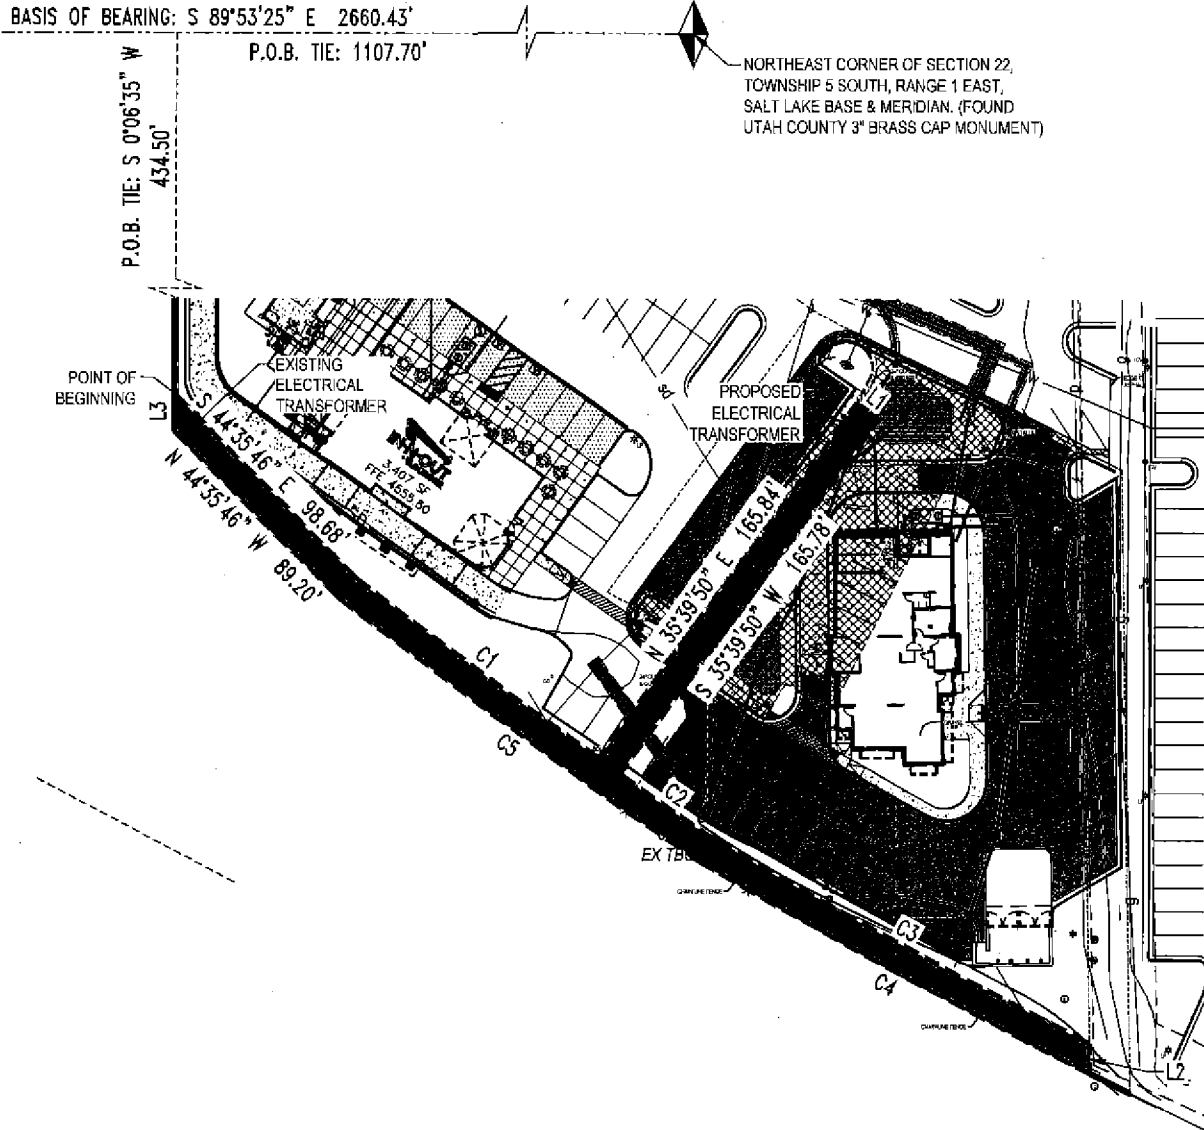 BASIS OF BEARING: S 89°53'25" E 2660.43'
P.O.B. TIE: 1107.70'
NORTHEAST CORNER OF SECTION 22,
TOWNSHIP 5 SOUTH, RANGE 1 EAST,
SALT LAKE BASE & MERIDIAN. (FOUND
UTAH COUNTY 3" BRASS CAP MONUMENT)
P.O.B. TIE: S 0°06'35" W
434.50'
POINT OF
BEGINNING
L3
EXISTING
ELECTRICAL
TRANSFORMER
PROPOSED
ELECTRICAL
TRANSFORMER
L1
SD
IN-N-OUT
3,407 SF
S 44°35'46" E 98.68'
N 44°35'46" W
89.20'
N 35°39'50" E 165.84'
S 35°39'50" W 165.78'
C1
C5
C2
EX TBC
C3
C4
L2